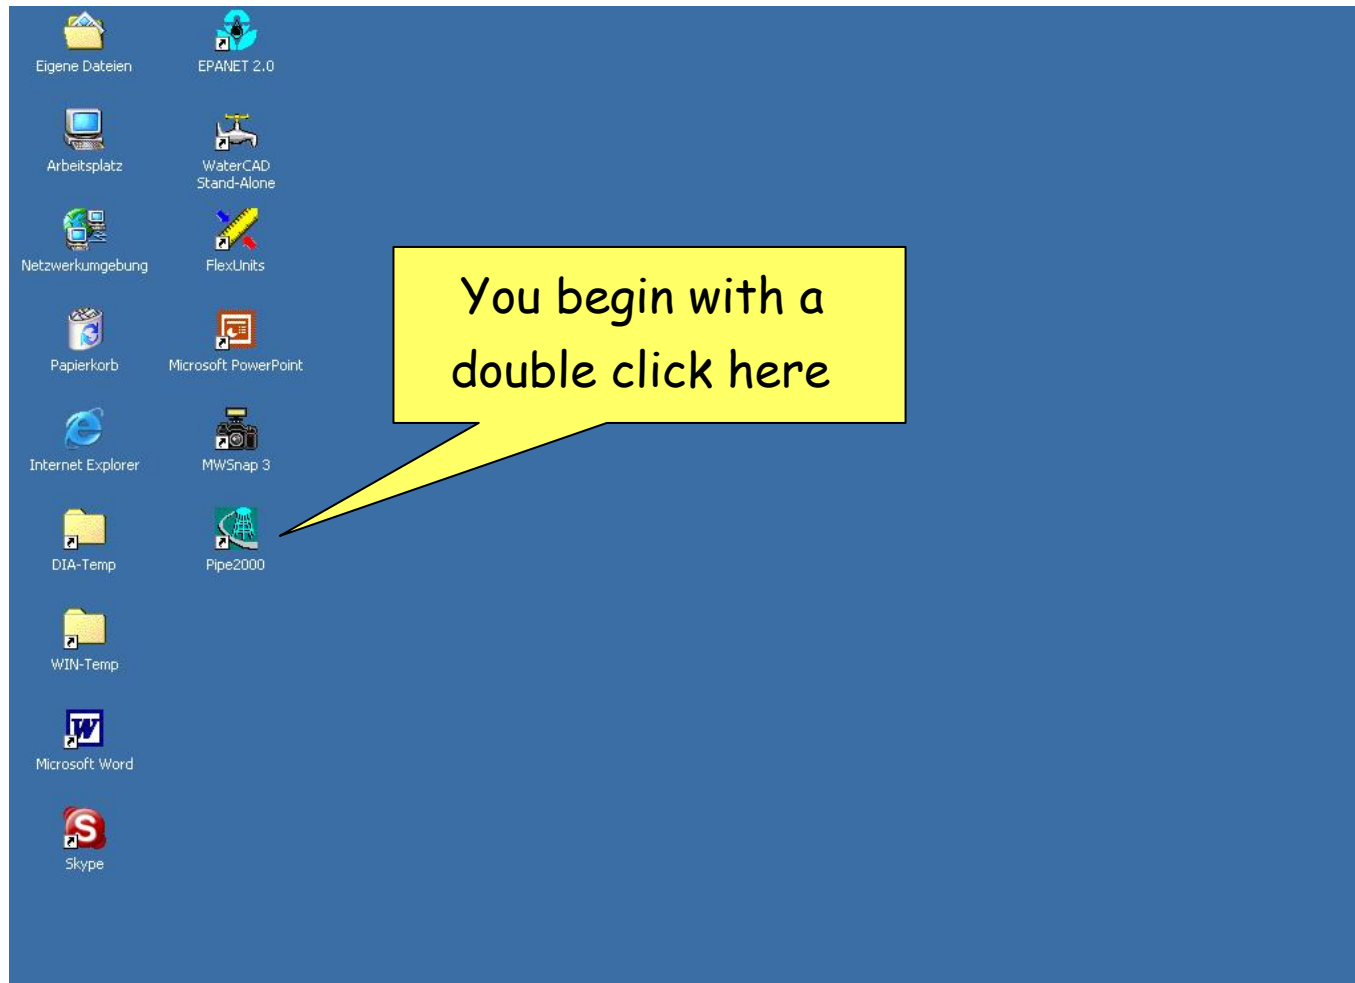 Eigene Dateien
EPANET 2.0
Arbeitsplatz
WaterCAD
Stand-Alone
Netzwerkumgebung
FlexUnits
You begin with a
double click here
Papierkorb
Microsoft PowerPoint
Internet Explorer
MWSnap 3
DIA-Temp
Pipe2000
WIN-Temp
W
Microsoft Word
S
Skype